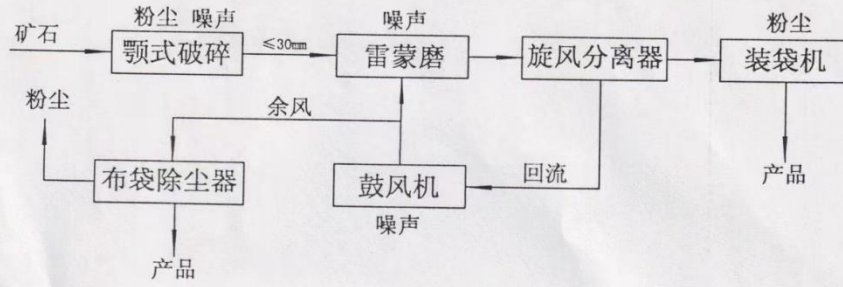 粉尘 噪声
噪声
粉尘
矿石
颚式破碎
≤30mm
雷蒙磨
旋风分离器
装袋机
粉尘
余风
布袋除尘器
鼓风机
回流
产品
噪声
产品